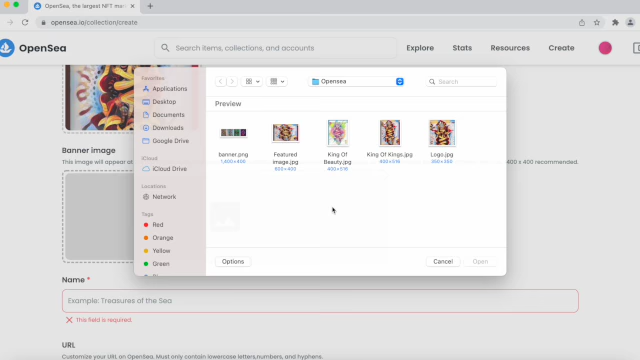 OpenSea, the largest NFT ma
opensea.io/collection/create
OpenSea
Search items, collections, and accounts
Explore
Stats
Resources
Create
Favorites
Applications
Desktop
Documents
Downloads
Google Drive
iCloud
iCloud Drive
Locations
Network
Tags
Red
Orange
Yellow
Green
Opensea
Search
Preview
banner.png
1,400×400
Featured
image.jpg
600×400
King Of
Beauty.jpg
400×516
King Of Kings.jpg
400×516
Logo.jpg
350×350
Options
Cancel
Open
Banner image
This image will appear at
400 x 400 recommended.
Name *
Example: Treasures of the Sea
This field is required.
URL
Customize your URL on OpenSea. Must only contain lowercase letters,numbers, and hyphens.